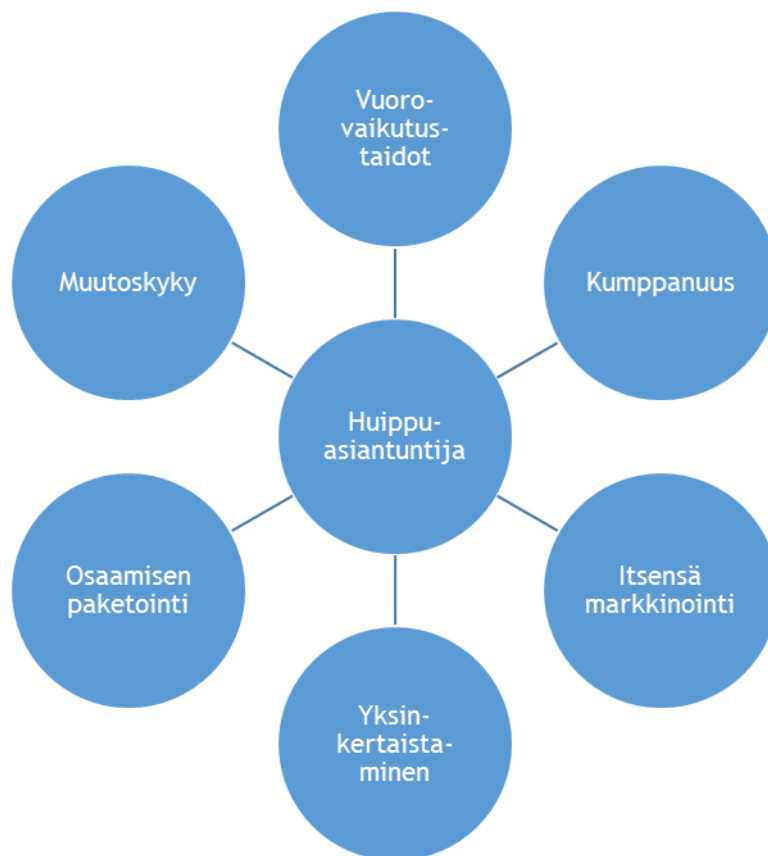 Vuoro-
vaikutus-
taidot
Muutoskyky
Kumppanuus
Huippu-
asiantuntija
Osaamisen
paketointi
Itsensä
markkinointi
Yksin-
kertaista-
minen